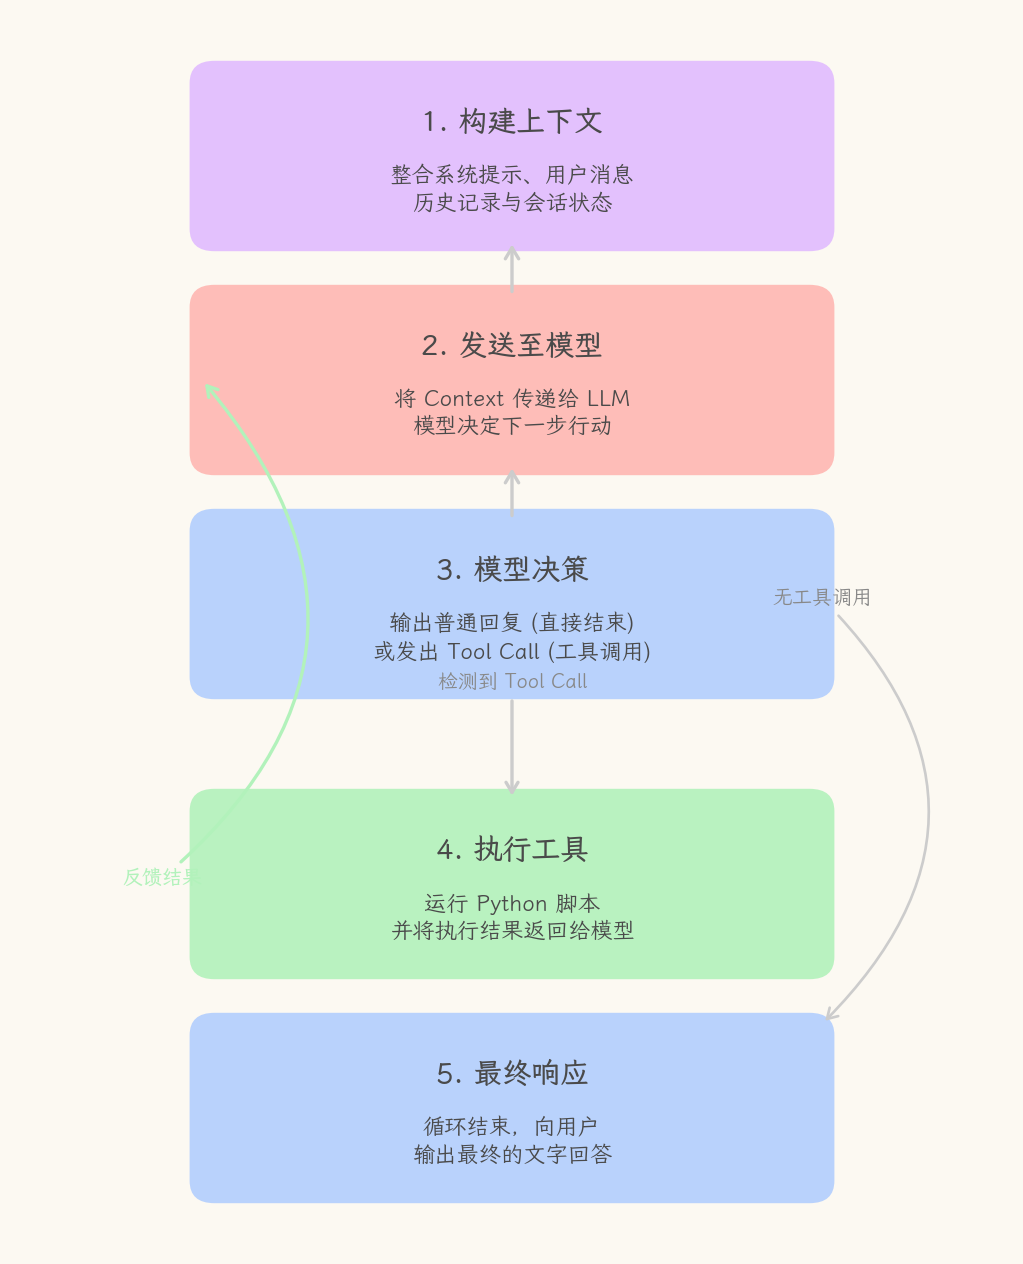 1. 构建上下文
整合系统提示、用户消息
历史记录与会话状态
2. 发送至模型
将 Context 传递给 LLM
模型决定下一步行动
3. 模型决策
无工具调用
输出普通回复 (直接结束)
或发出 Tool Call (工具调用)
检测到 Tool Call
4. 执行工具
反馈结果
运行 Python 脚本
并将执行结果返回给模型
5. 最终响应
循环结束，向用户
输出最终的文字回答